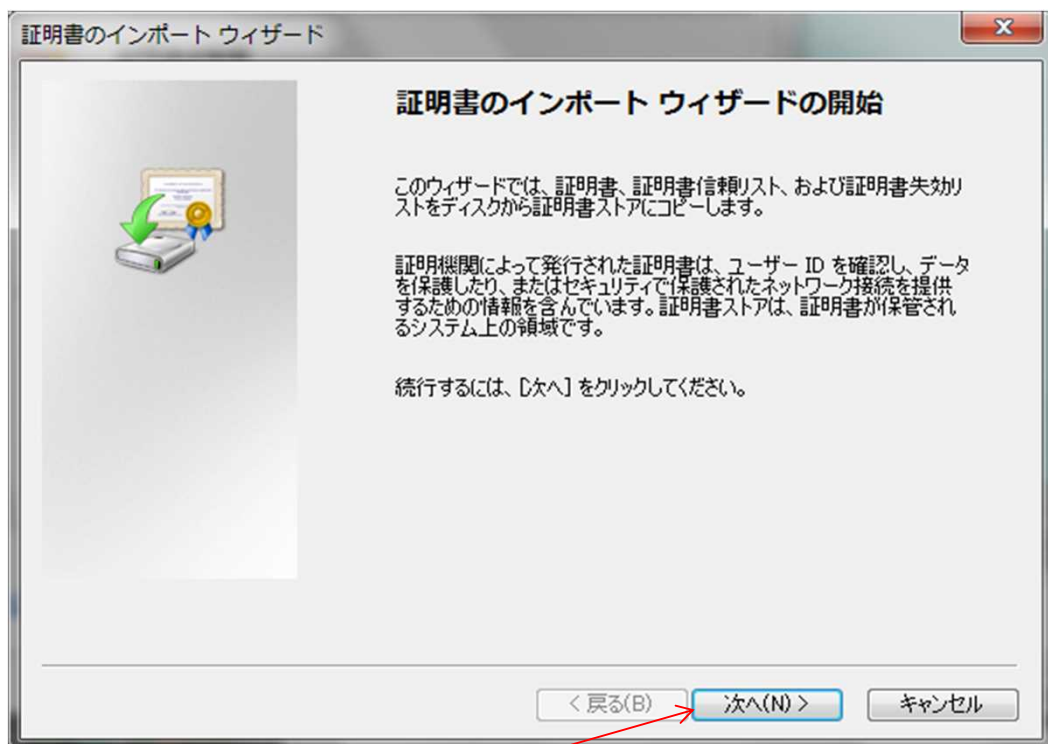 証明書のインポート ウィザード
証明書のインポート ウィザードの開始
このウィザードでは、証明書、証明書信頼リスト、および証明書失効リ
ストをディスクから証明書ストアにコピーします。
証明機関によって発行された証明書は、ユーザー ID を確認し、データ
を保護したり、またはセキュリティで保護されたネットワーク接続を提供
するための情報を含んでいます。証明書ストアは、証明書が保管され
るシステム上の領域です。
続行するには、[次へ] をクリックしてください。
< 戻る(B) 次へ(N) > キャンセル